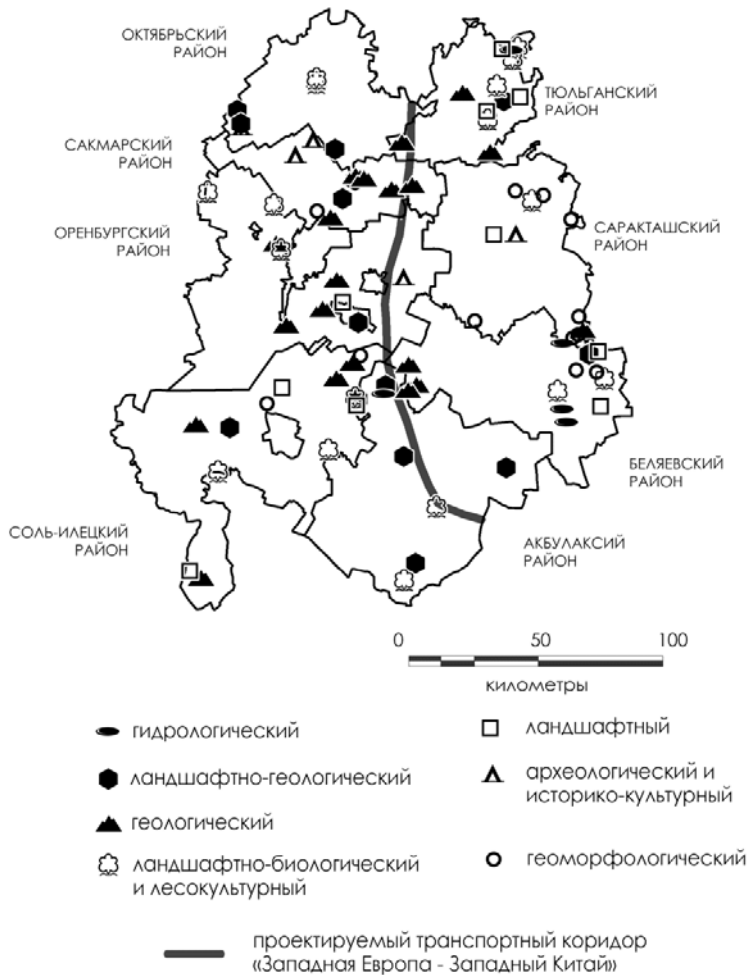 ОКТЯБРЬСКИЙ
РАЙОН
ТЮЛЬГАНСКИЙ
РАЙОН
САКМАРСКИЙ
РАЙОН
ОРЕНБУРГСКИЙ
РАЙОН
САРАКТАШСКИЙ
РАЙОН
БЕЛЯЕВСКИЙ
РАЙОН
СОЛЬ-ИЛЕЦКИЙ
РАЙОН
АКБУЛАКСИЙ
РАЙОН
0 50 100
километры
гидрологический
ландшафтно-геологический
геологический
ландшафтно-биологический
и лесокультурный
ландшафтный
археологический и
историко-культурный
геоморфологический
проектируемый транспортный коридор
«Западная Европа - Западный Китай»